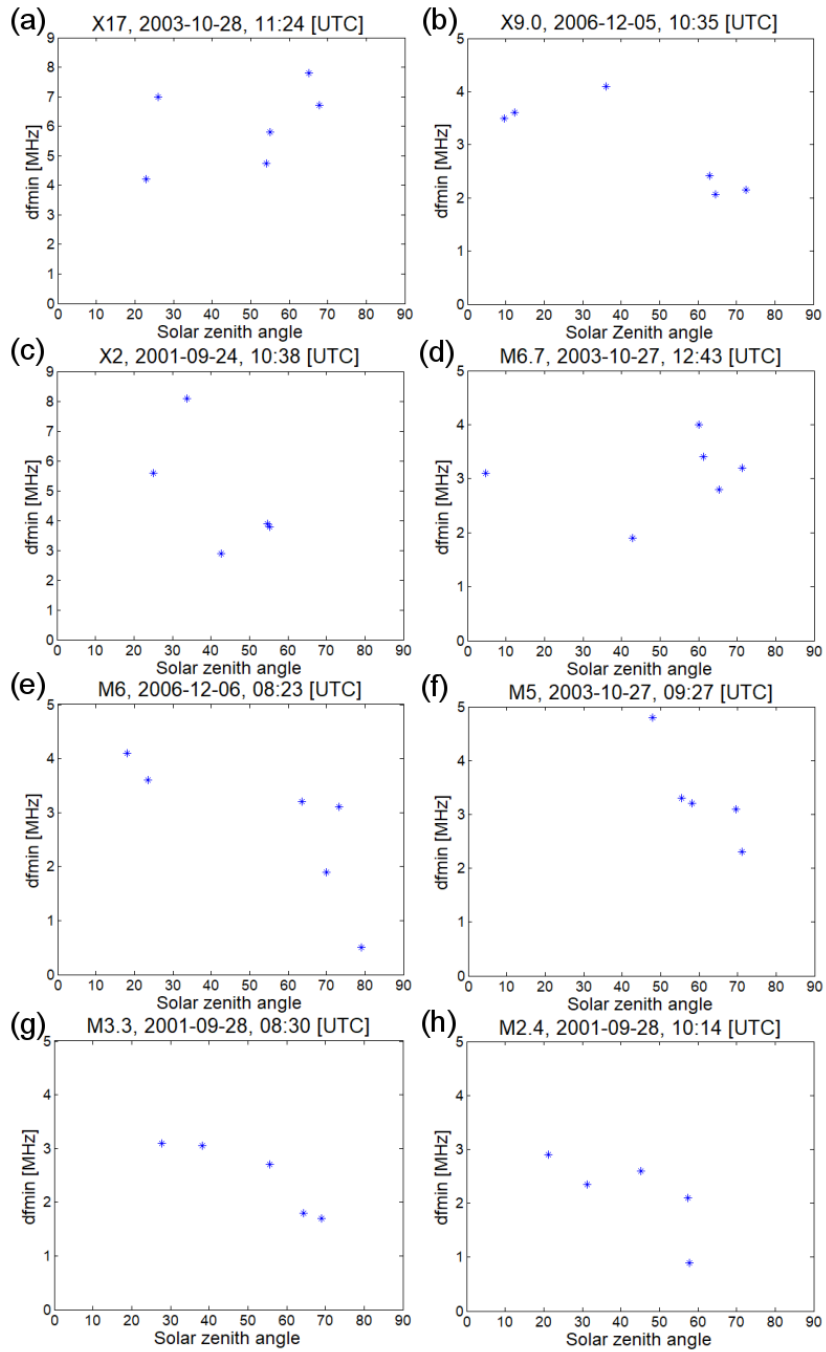 (a)
X17, 2003-10-28, 11:24 [UTC]
dfmin [MHz]
9
8
7
6
5
4
3
2
1
0
0 10 20 30 40 50 60 70 80 90
Solar zenith angle
(b)
X9.0, 2006-12-05, 10:35 [UTC]
dfmin [MHz]
5
4
3
2
1
0
0 10 20 30 40 50 60 70 80 90
Solar Zenith angle
(c)
X2, 2001-09-24, 10:38 [UTC]
dfmin [MHz]
9
8
7
6
5
4
3
2
1
0
0 10 20 30 40 50 60 70 80 90
Solar Zenith angle
(d)
M6.7, 2003-10-27, 12:43 [UTC]
dfmin [MHz]
5
4
3
2
1
0
0 10 20 30 40 50 60 70 80 90
Solar zenith angle
(e)
M6, 2006-12-06, 08:23 [UTC]
dfmin [MHz]
5
4
3
2
1
0
0 10 20 30 40 50 60 70 80 90
Solar zenith angle
(f)
M5, 2003-10-27, 09:27 [UTC]
dfmin [MHz]
5
4
3
2
1
0
0 10 20 30 40 50 60 70 80 90
Solar zenith angle
(g)
M3.3, 2001-09-28, 08:30 [UTC]
dfmin [MHz]
5
4
3
2
1
0
0 10 20 30 40 50 60 70 80 90
Solar zenith angle
(h)
M2.4, 2001-09-28, 10:14 [UTC]
dfmin [MHz]
5
4
3
2
1
0
0 10 20 30 40 50 60 70 80 90
Solar zenith angle